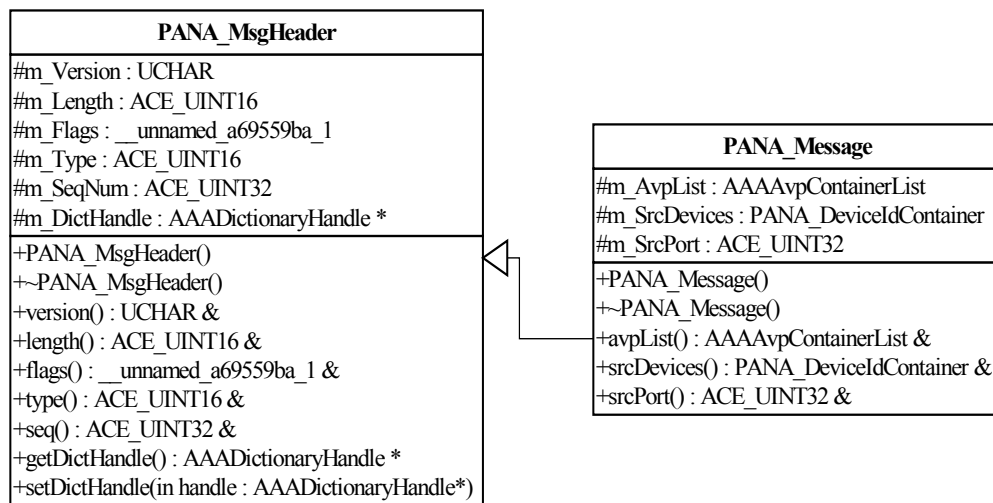 PANA_MsgHeader
#m_Version : UCHAR
#m_Length : ACE_UINT16
#m_Flags : __unnamed_a69559ba_1
#m_Type : ACE_UINT16
#m_SeqNum : ACE_UINT32
#m_DictHandle : AAADictionaryHandle *
+PANA_MsgHeader()
+~PANA_MsgHeader()
+version() : UCHAR &
+length() : ACE_UINT16 &
+flags() : __unnamed_a69559ba_1 &
+type() : ACE_UINT16 &
+seq() : ACE_UINT32 &
+getDictHandle() : AAADictionaryHandle *
+setDictHandle(in handle : AAADictionaryHandle*)
PANA_Message
#m_AvpList : AAAAvpContainerList
#m_SrcDevices : PANA_DeviceIdContainer
#m_SrcPort : ACE_UINT32
+PANA_Message()
+~PANA_Message()
+avpList() : AAAAvpContainerList &
+srcDevices() : PANA_DeviceIdContainer &
+srcPort() : ACE_UINT32 &